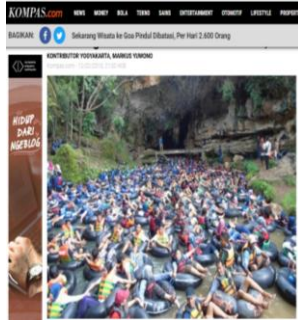 KOMPAS.com NEWS MONEY BOLA TEKNO SAINS ENTERTAINMENT OTOMOTIF LIFESTYLE PROPERTI
BAGIKAN: Sekarang Wisata ke Goa Pindul Dibatasi, Per Hari 2.600 Orang
KONTRIBUTOR YOGYAKARTA, MARKUS YUWONO
HIDUP
DARI
NGEBLOG